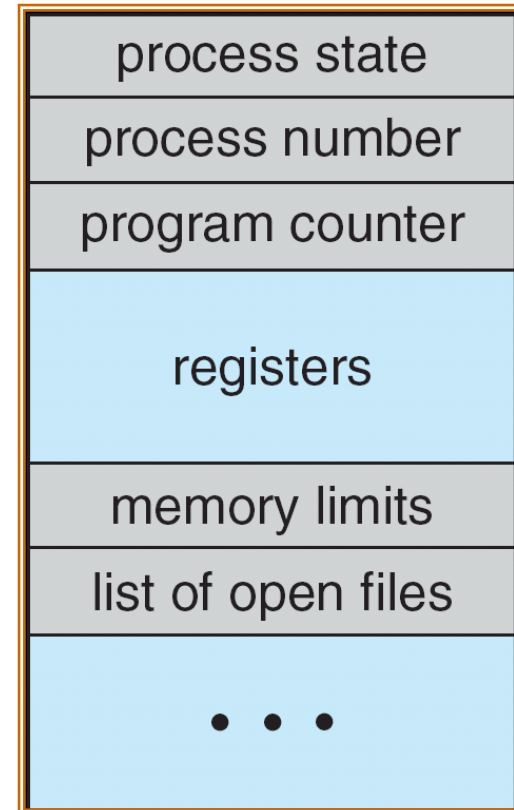 process state
process number
program counter
registers
memory limits
list of open files
• • •